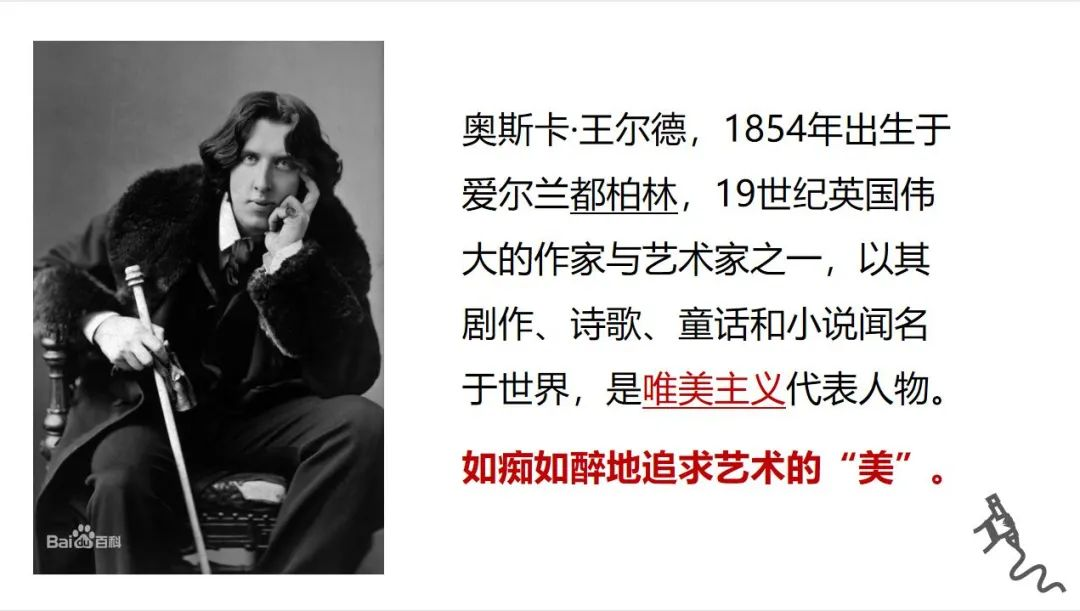 奥斯卡·王尔德，1854年出生于
爱尔兰都柏林，19世纪英国伟
大的作家与艺术家之一，以其
剧作、诗歌、童话和小说闻名
于世界，是唯美主义代表人物。
如痴如醉地追求艺术的“美”。
Bai du 百科